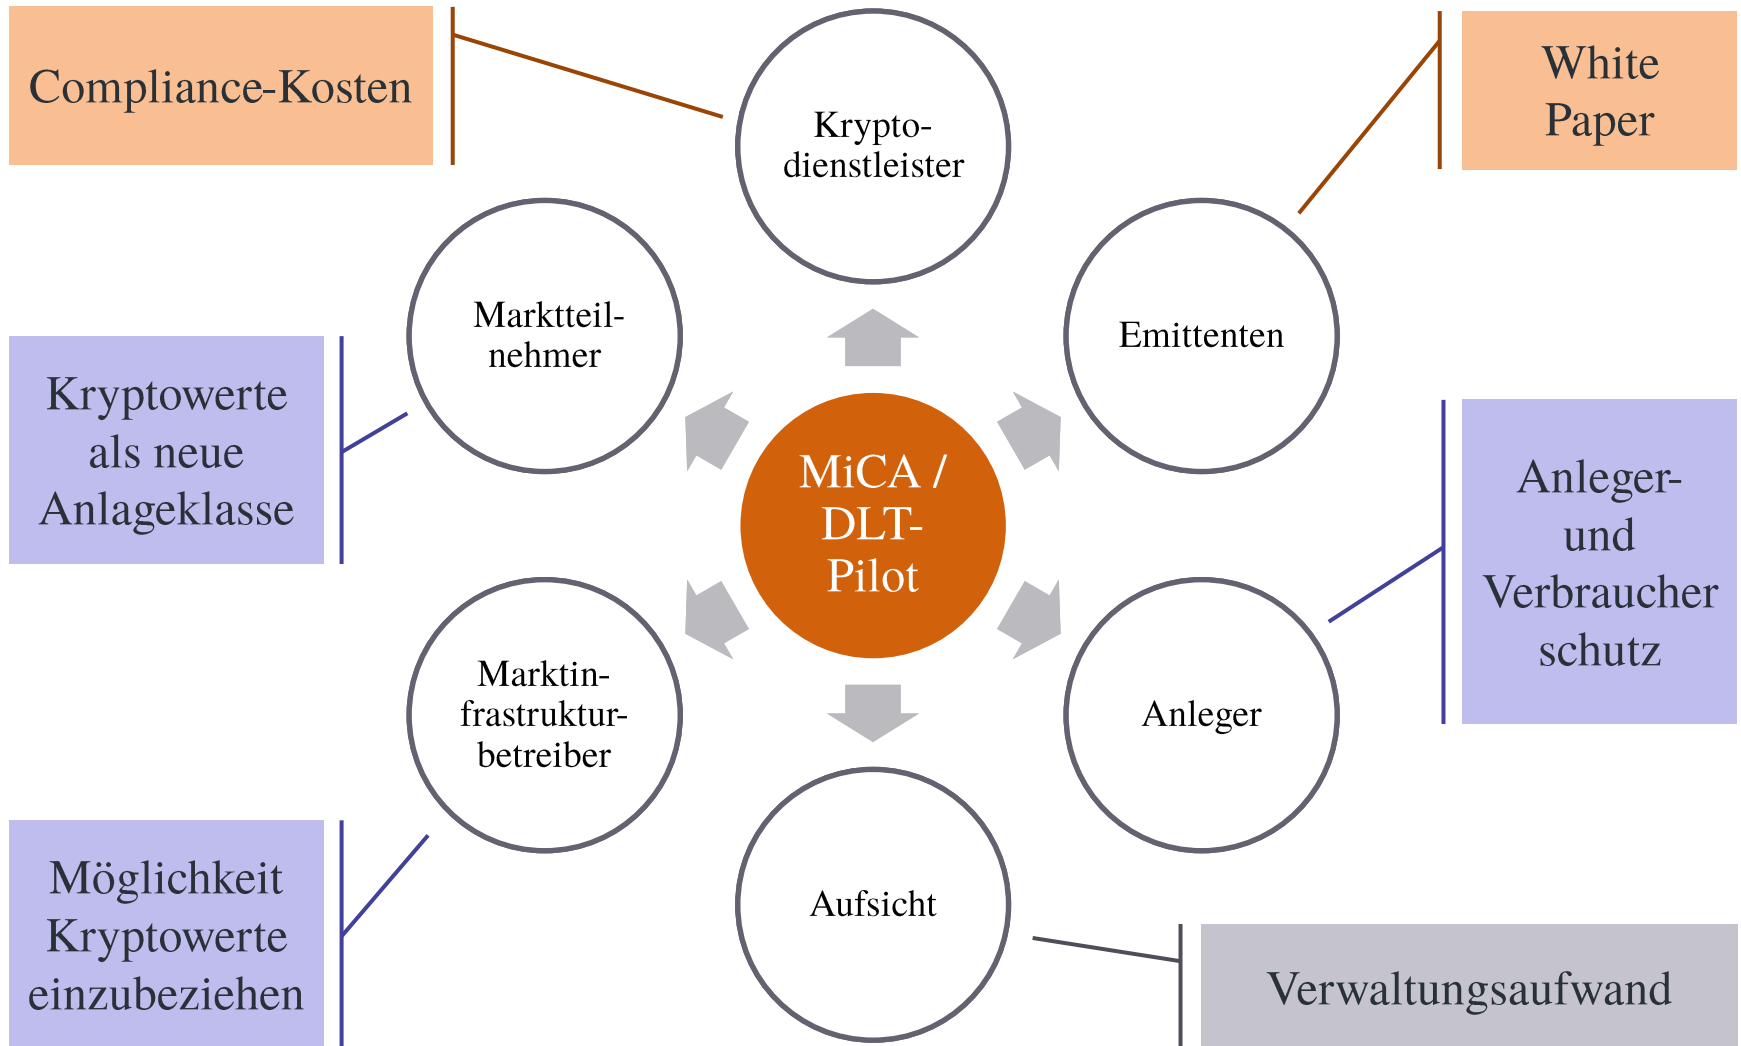 Compliance-Kosten
Krypto-
dienstleister
White
Paper
Marktteil-
nehmer
Emittenten
Kryptowerte
als neue
Anlageklasse
MiCA /
DLT-
Pilot
Anleger-
und
Verbraucher
schutz
Marktin-
frastruktur-
betreiber
Anleger
Möglichkeit
Kryptowerte
einzubeziehen
Aufsicht
Verwaltungsaufwand